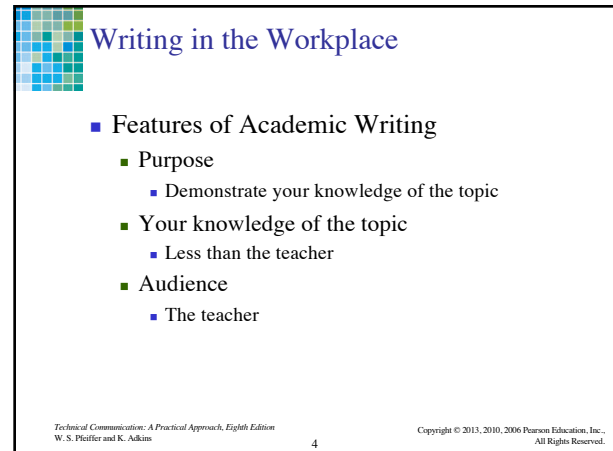 Writing in the Workplace
Features of Academic Writing
Purpose
Demonstrate your knowledge of the topic
Your knowledge of the topic
Less than the teacher
Audience
The teacher
Technical Communication: A Practical Approach, Eighth Edition
W. S. Pfeiffer and K. Adkins
4
Copyright © 2013, 2010, 2006 Pearson Education, Inc.,
All Rights Reserved.